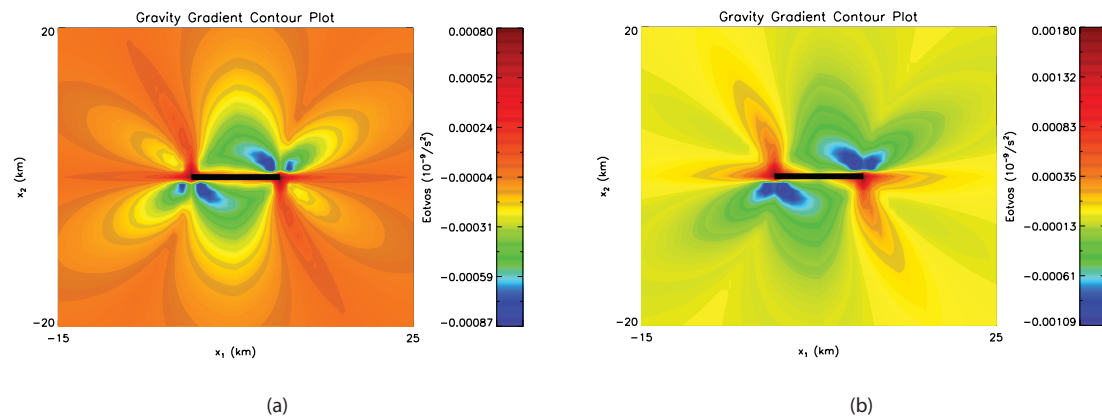 Gravity Gradient Contour Plot
20
x₂ (km)
-20
-15
x₁ (km)
25
0.00080
0.00052
0.00024
-0.00004
-0.00031
-0.00059
-0.00087
Eotvos (10⁻⁹/s²)
(a)
Gravity Gradient Contour Plot
20
x₂ (km)
-20
-15
x₁ (km)
25
0.00180
0.00132
0.00083
0.00035
-0.00013
-0.00061
-0.00109
Eotvos (10⁻⁹/s²)
(b)